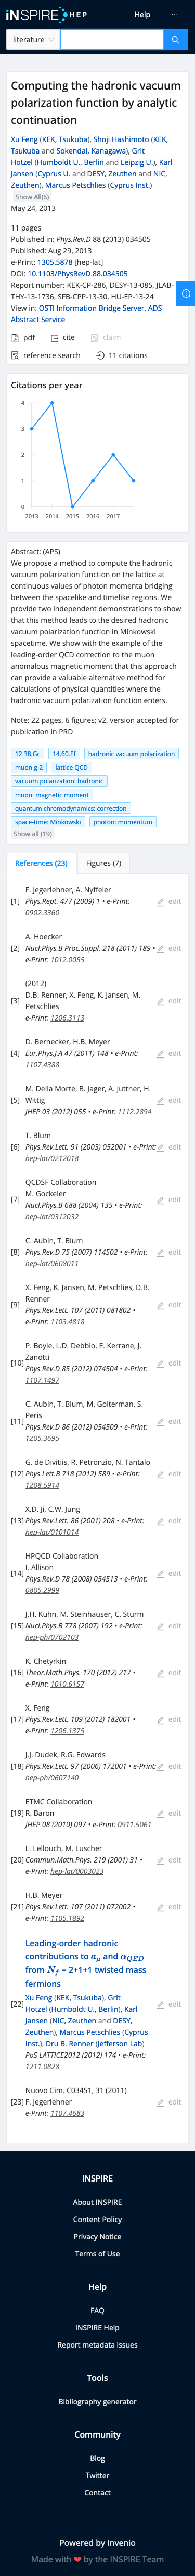 iNSPIRE HEP
Help
literature
Computing the hadronic vacuum
polarization function by analytic
continuation
Xu Feng (KEK, Tsukuba), Shoji Hashimoto (KEK,
Tsukuba and Sokendai, Kanagawa), Grit
Hotzel (Humboldt U., Berlin and Leipzig U.), Karl
Jansen (Cyprus U. and DESY, Zeuthen and NIC,
Zeuthen), Marcus Petschlies (Cyprus Inst.)
Show All(6)
May 24, 2013
11 pages
Published in: Phys.Rev.D 88 (2013) 034505
Published: Aug 29, 2013
e-Print: 1305.5878 [hep-lat]
DOI: 10.1103/PhysRevD.88.034505
Report number: KEK-CP-286, DESY-13-085, JLAB-
THY-13-1736, SFB-CPP-13-30, HU-EP-13-24
View in: OSTI Information Bridge Server, ADS
Abstract Service
pdf
cite
claim
reference search
11 citations
Citations per year
4
3
2
1
0
2013 2014 2015 2016 2017
Abstract: (APS)
We propose a method to compute the hadronic
vacuum polarization function on the lattice at
continuous values of photon momenta bridging
between the spacelike and timelike regions. We
provide two independent demonstrations to show
that this method leads to the desired hadronic
vacuum polarization function in Minkowski
spacetime. We present with the example of the
leading-order QCD correction to the muon
anomalous magnetic moment that this approach
can provide a valuable alternative method for
calculations of physical quantities where the
hadronic vacuum polarization function enters.
Note: 22 pages, 6 figures; v2, version accepted for
publication in PRD
12.38.Gc
14.60.Ef
hadronic vacuum polarization
muon g-2
lattice QCD
vacuum polarization: hadronic
muon: magnetic moment
quantum chromodynamics: correction
space-time: Minkowski
photon: momentum
Show all (19)
References (23)
Figures (7)
F. Jegerlehner, A. Nyffeler
[1] Phys.Rept. 477 (2009) 1 • e-Print: edit
0902.3360
A. Hoecker
[2] Nucl.Phys.B Proc.Suppl. 218 (2011) 189 • edit
e-Print: 1012.0055
(2012)
[3] D.B. Renner, X. Feng, K. Jansen, M. edit
Petschlies
e-Print: 1206.3113
D. Bernecker, H.B. Meyer
[4] Eur.Phys.J.A 47 (2011) 148 • e-Print: edit
1107.4388
M. Della Morte, B. Jager, A. Juttner, H.
[5] Wittig edit
JHEP 03 (2012) 055 • e-Print: 1112.2894
T. Blum
[6] Phys.Rev.Lett. 91 (2003) 052001 • e-Print: edit
hep-lat/0212018
QCDSF Collaboration
[7] M. Gockeler edit
Nucl.Phys.B 688 (2004) 135 • e-Print:
hep-lat/0312032
C. Aubin, T. Blum
[8] Phys.Rev.D 75 (2007) 114502 • e-Print: edit
hep-lat/0608011
X. Feng, K. Jansen, M. Petschlies, D.B.
[9] Renner edit
Phys.Rev.Lett. 107 (2011) 081802 •
e-Print: 1103.4818
P. Boyle, L.D. Debbio, E. Kerrane, J.
[10] Zanotti edit
Phys.Rev.D 85 (2012) 074504 • e-Print:
1107.1497
C. Aubin, T. Blum, M. Golterman, S.
[11] Peris edit
Phys.Rev.D 86 (2012) 054509 • e-Print:
1205.3695
G. de Divitiis, R. Petronzio, N. Tantalo
[12] Phys.Lett.B 718 (2012) 589 • e-Print: edit
1208.5914
X.D. Ji, C.W. Jung
[13] Phys.Rev.Lett. 86 (2001) 208 • e-Print: edit
hep-lat/0101014
HPQCD Collaboration
[14] I. Allison edit
Phys.Rev.D 78 (2008) 054513 • e-Print:
0805.2999
J.H. Kuhn, M. Steinhauser, C. Sturm
[15] Nucl.Phys.B 778 (2007) 192 • e-Print: edit
hep-ph/0702103
K. Chetyrkin
[16] Theor.Math.Phys. 170 (2012) 217 • edit
e-Print: 1010.6157
X. Feng
[17] Phys.Rev.Lett. 109 (2012) 182001 • edit
e-Print: 1206.1375
J.J. Dudek, R.G. Edwards
[18] Phys.Rev.Lett. 97 (2006) 172001 • e-Print: edit
hep-ph/0607140
ETMC Collaboration
[19] R. Baron edit
JHEP 08 (2010) 097 • e-Print: 0911.5061
L. Lellouch, M. Luscher
[20] Commun.Math.Phys. 219 (2001) 31 • edit
e-Print: hep-lat/0003023
H.B. Meyer
[21] Phys.Rev.Lett. 107 (2011) 072002 • edit
e-Print: 1105.1892
Leading-order hadronic
contributions to aμ and αQED
from Nf = 2+1+1 twisted mass
fermions
Xu Feng (KEK, Tsukuba), Grit
[22] Hotzel (Humboldt U., Berlin), Karl edit
Jansen (NIC, Zeuthen and DESY,
Zeuthen), Marcus Petschlies (Cyprus
Inst.), Dru B. Renner (Jefferson Lab)
PoS LATTICE2012 (2012) 174 • e-Print:
1211.0828
Nuovo Cim. C034S1, 31 (2011)
[23] F. Jegerlehner edit
e-Print: 1107.4683
INSPIRE
About INSPIRE
Content Policy
Privacy Notice
Terms of Use
Help
FAQ
INSPIRE Help
Report metadata issues
Tools
Bibliography generator
Community
Blog
Twitter
Contact
Powered by Invenio
Made with ❤ by the INSPIRE Team